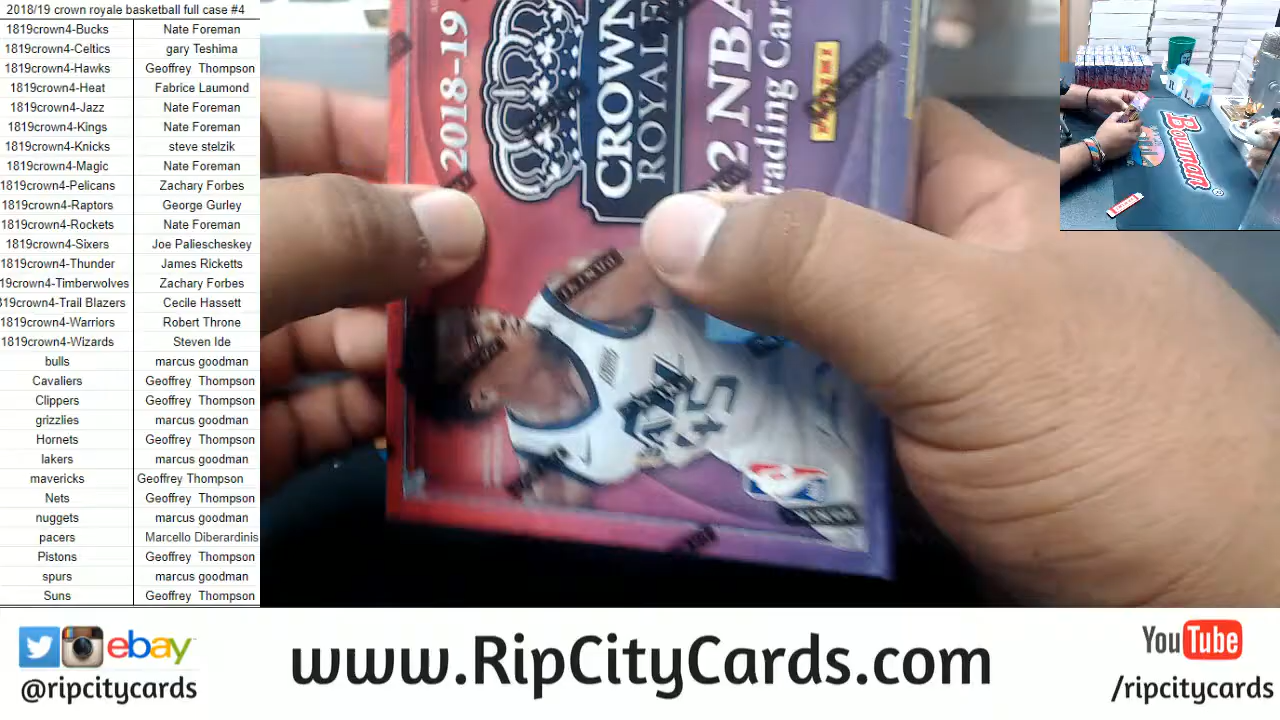 2018/19 crown royale basketball full case #4
1819crown4-Bucks Nate Foreman
1819crown4-Celtics gary Teshima
1819crown4-Hawks Geoffrey Thompson
1819crown4-Heat Fabrice Laumond
1819crown4-Jazz Nate Foreman
1819crown4-Kings Nate Foreman
1819crown4-Knicks steve stelzik
1819crown4-Magic Nate Foreman
1819crown4-Pelicans Zachary Forbes
1819crown4-Raptors George Gurley
1819crown4-Rockets Nate Foreman
1819crown4-Sixers Joe Paliescheskey
1819crown4-Thunder James Ricketts
19crown4-Timberwolves Zachary Forbes
819crown4-Trail Blazers Cecile Hassett
1819crown4-Warriors Robert Throne
1819crown4-Wizards Steven Ide
bulls marcus goodman
Cavaliers Geoffrey Thompson
Clippers Geoffrey Thompson
grizzlies marcus goodman
Hornets Geoffrey Thompson
lakers marcus goodman
mavericks Geoffrey Thompson
Nets Geoffrey Thompson
nuggets marcus goodman
pacers Marcello Diberardinis
Pistons Geoffrey Thompson
spurs marcus goodman
Suns Geoffrey Thompson
2018-19
CROWN
ROYALE
2 NBA
rading Car
PANINI
Bowman
ebay
@ripcitycards
www.RipCityCards.com
YouTube
/ripcitycards